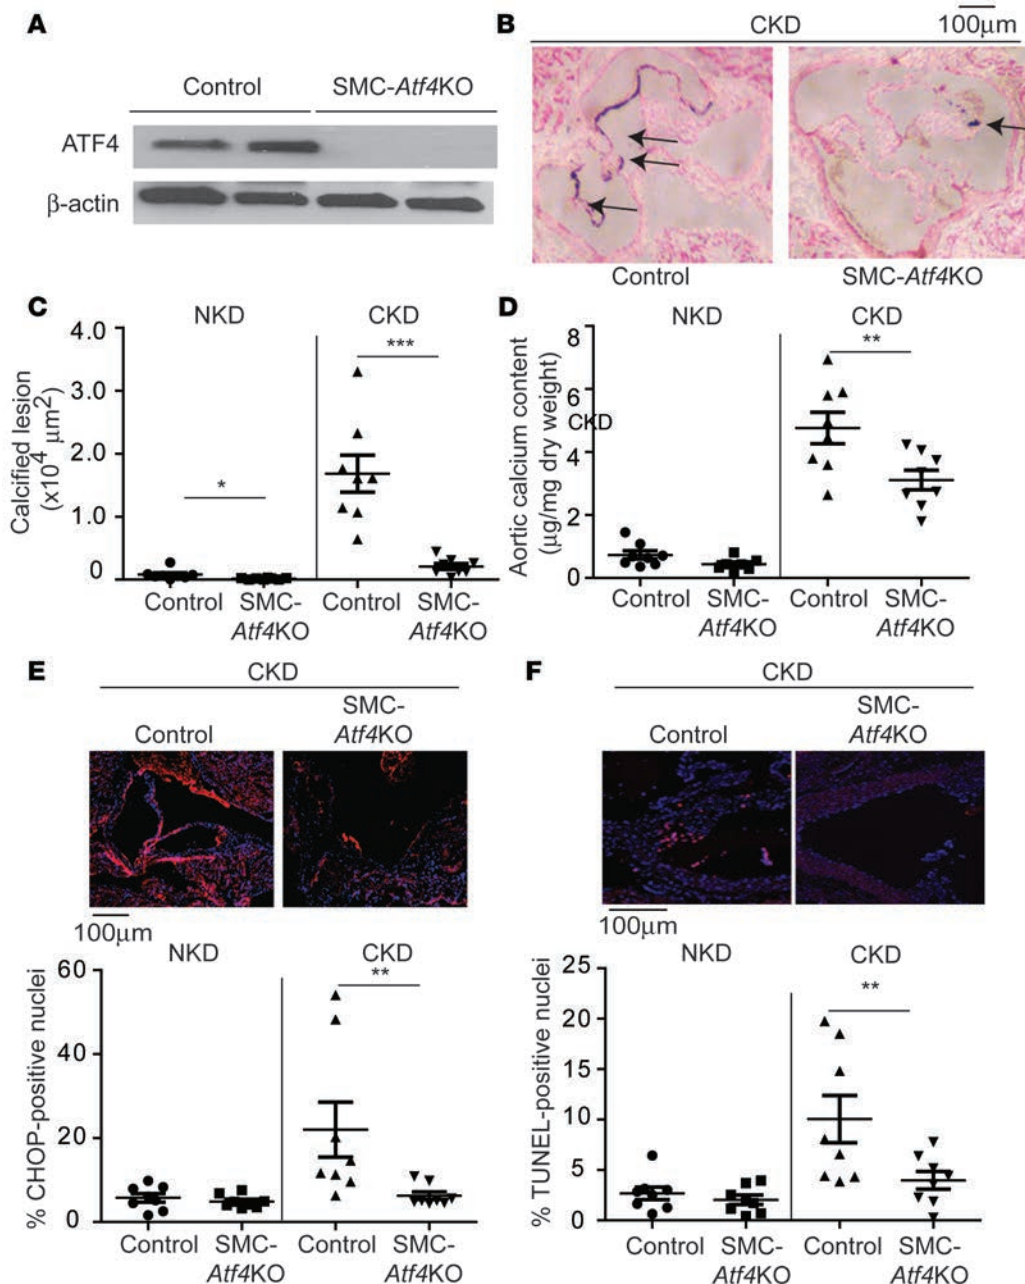 A
Control SMC-Atf4KO
ATF4
β-actin
B
CKD
100μm
Control SMC-Atf4KO
C
NKD CKD
Calcified lesion
(x10⁴ μm²)
4.0
3.0
2.0
1.0
0
*
***
Control SMC-
Atf4KO
Control SMC-
Atf4KO
D
NKD CKD
Aortic calcium content
(μg/mg dry weight)
CKD
8
6
4
2
0
**
Control SMC-
Atf4KO
Control SMC-
Atf4KO
E
CKD
Control SMC-
Atf4KO
100μm
NKD CKD
% CHOP-positive nuclei
60
40
20
0
**
Control SMC-
Atf4KO
Control SMC-
Atf4KO
F
CKD
Control SMC-
Atf4KO
100μm
NKD CKD
% TUNEL-positive nuclei
25
20
15
10
5
0
**
Control SMC-
Atf4KO
Control SMC-
Atf4KO